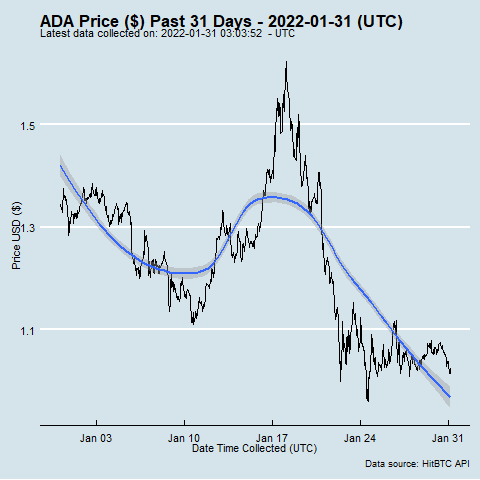 ADA Price ($) Past 31 Days - 2022-01-31 (UTC)
Latest data collected on: 2022-01-31 03:03:52 - UTC
Price USD ($)
1.5
1.3
1.1
Jan 03
Jan 10
Jan 17
Jan 24
Jan 31
Date Time Collected (UTC)
Data source: HitBTC API